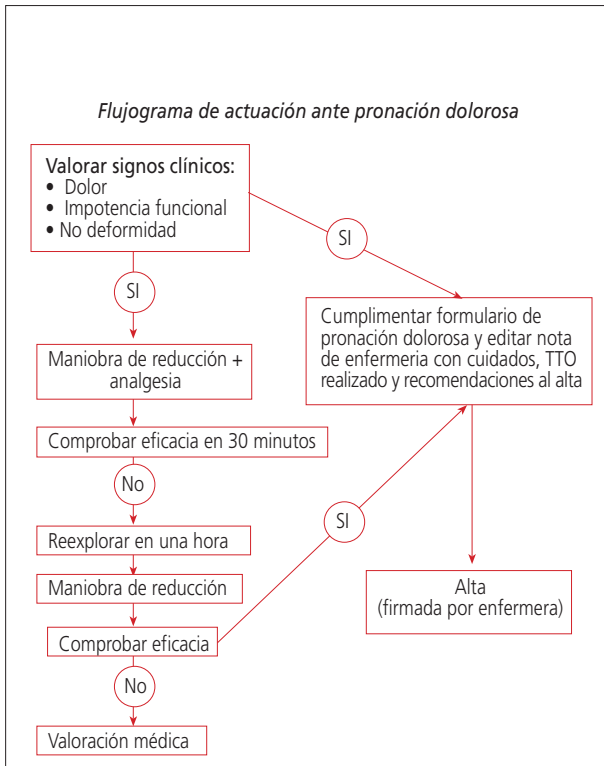 Flujograma de actuación ante pronación dolorosa
Valorar signos clínicos:
• Dolor
• Impotencia funcional
• No deformidad
SI
SI
Cumplimentar formulario de
pronación dolorosa y editar nota
de enfermeria con cuidados, TTO
realizado y recomendaciones al alta
Maniobra de reducción +
analgesia
Comprobar eficacia en 30 minutos
No
SI
Reexplorar en una hora
Maniobra de reducción
Alta
(firmada por enfermera)
Comprobar eficacia
No
Valoración médica